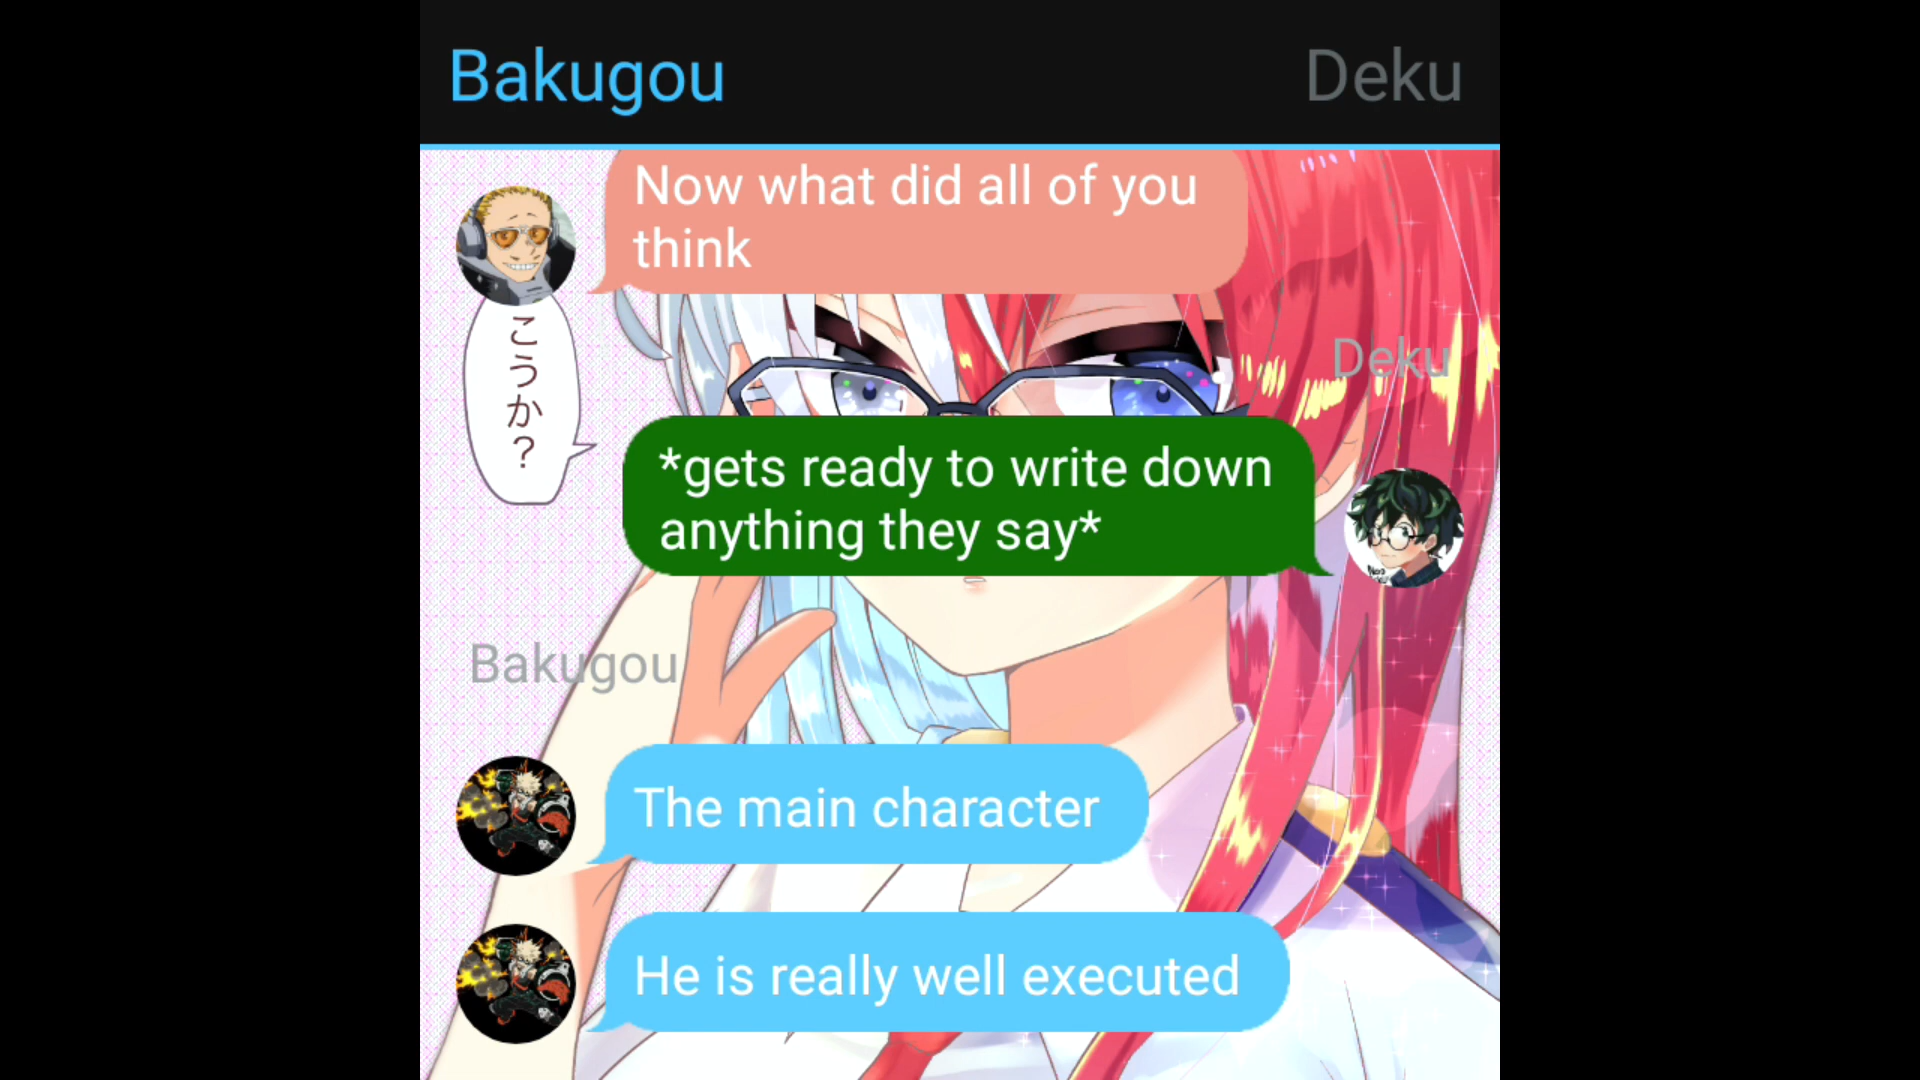 Bakugou
Deku
Now what did all of you
think
こうか?
Deku
*gets ready to write down
anything they say*
Bakugou
The main character
He is really well executed